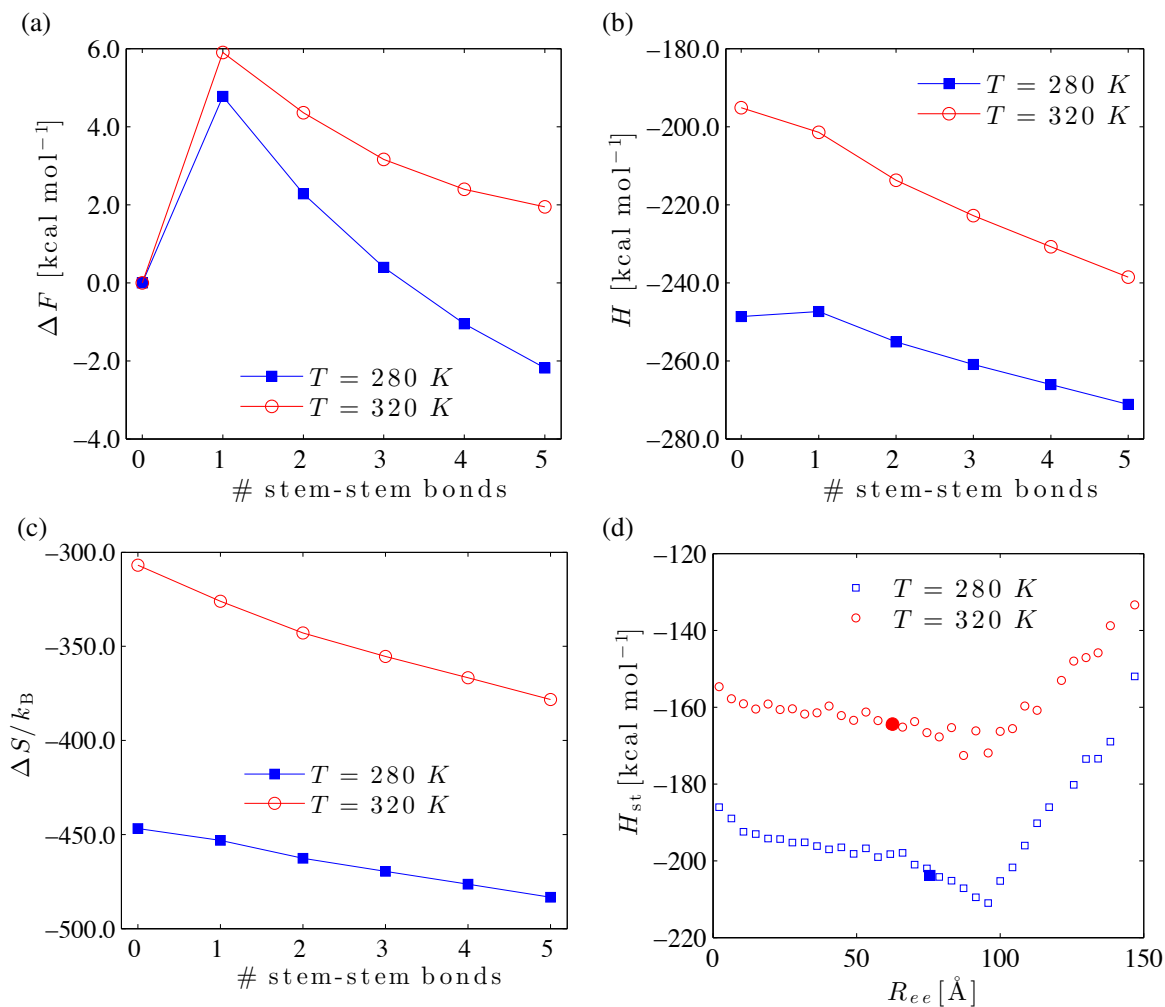 (a)
6.0
4.0
2.0
0.0
−2.0
−4.0
ΔF [kcal mol⁻¹]
T = 280 K
T = 320 K
0 1 2 3 4 5
# stem-stem bonds
(b)
−180.0
−200.0
−220.0
−240.0
−260.0
−280.0
H [kcal mol⁻¹]
T = 280 K
T = 320 K
0 1 2 3 4 5
# stem-stem bonds
(c)
−300.0
−350.0
−400.0
−450.0
−500.0
ΔS/k_B
T = 280 K
T = 320 K
0 1 2 3 4 5
# stem-stem bonds
(d)
−120
−140
−160
−180
−200
−220
H_st [kcal mol⁻¹]
T = 280 K
T = 320 K
0 50 100 150
R_ee [Å]